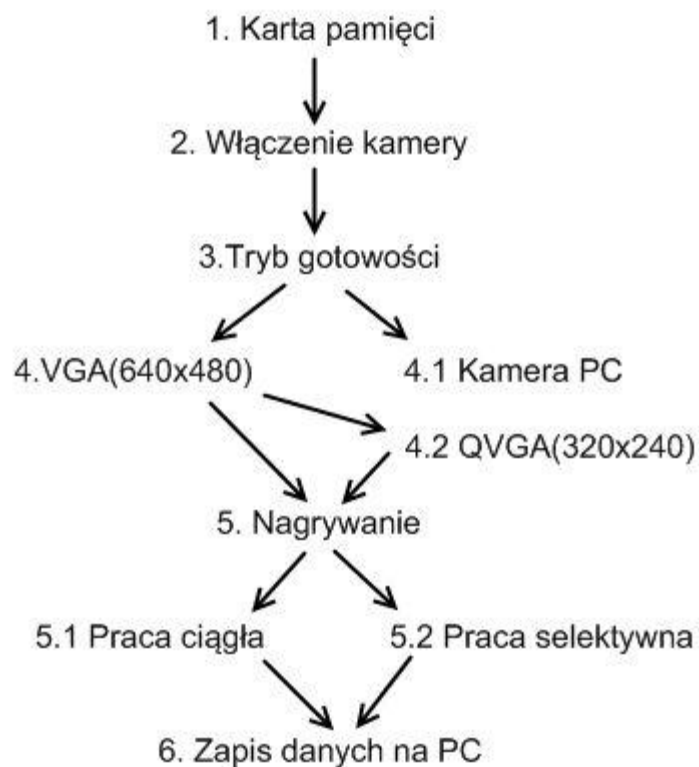 1. Karta pamięci
2. Włączenie kamery
3.Tryb gotowości
4.VGA(640x480)
4.1 Kamera PC
4.2 QVGA(320x240)
5. Nagrywanie
5.1 Praca ciągła
5.2 Praca selektywna
6. Zapis danych na PC